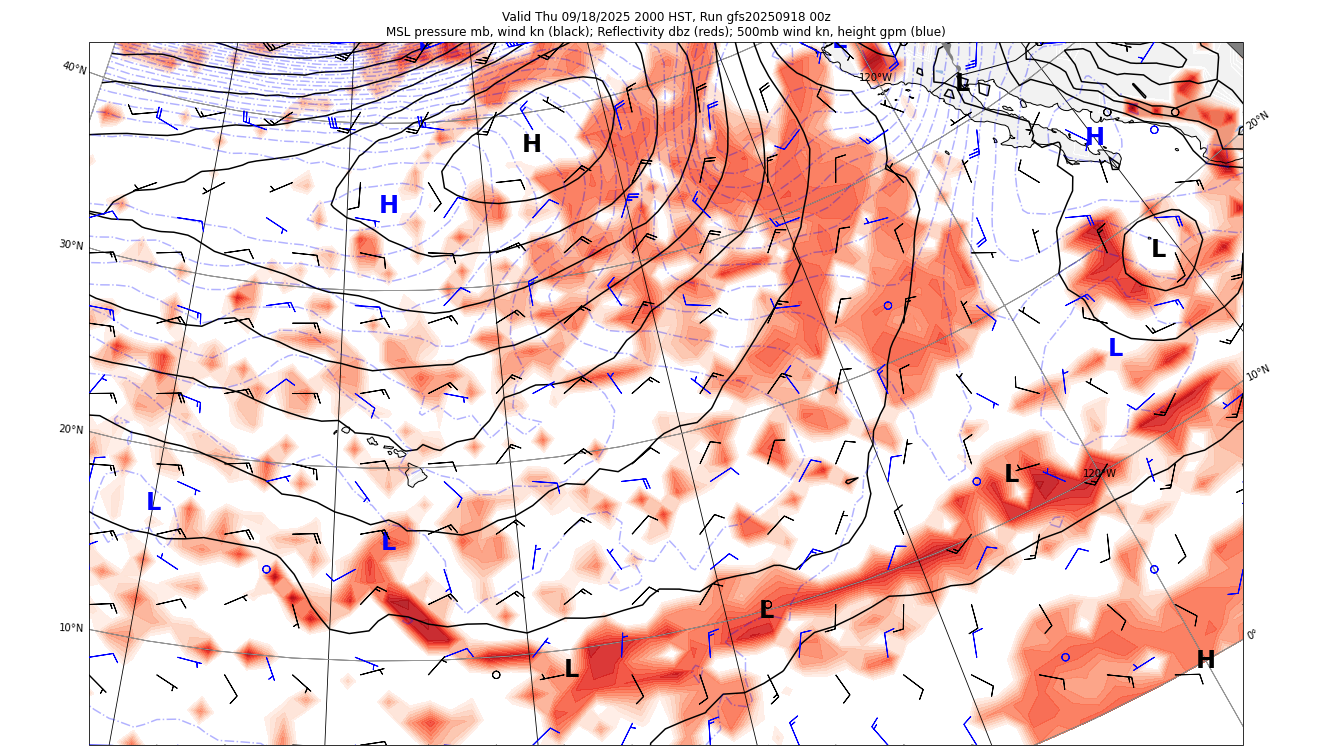 Valid Thu 09/18/2025 2000 HST, Run gfs20250918 00z
MSL pressure mb, wind kn (black); Reflectivity dbz (reds); 500mb wind kn, height gpm (blue)
L
40°N
120°W
L
20°N
H
H
H
30°N
L
L
10°N
20°N
L
120°W
L
L
10°N
L
0°
L
H